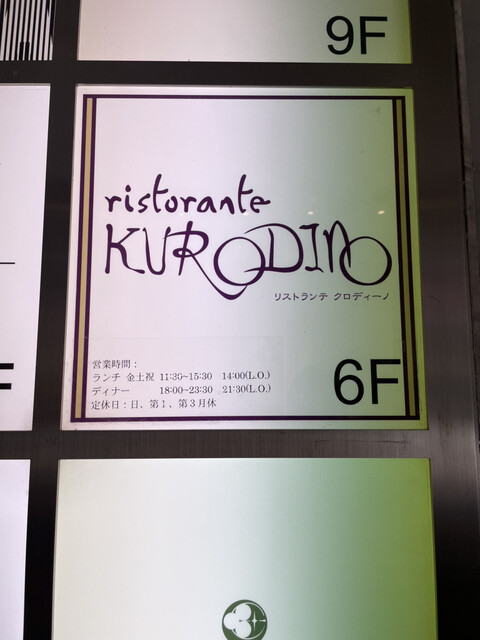 9F
ristorante
KURODINO
リストランテ クロディーノ
営業時間：
ランチ 金土祝 11:30~15:30 14:00(L.O.)
ディナー 18:00~23:30 21:30(L.O.)
定休日：日、第1、第3月休
6F
F